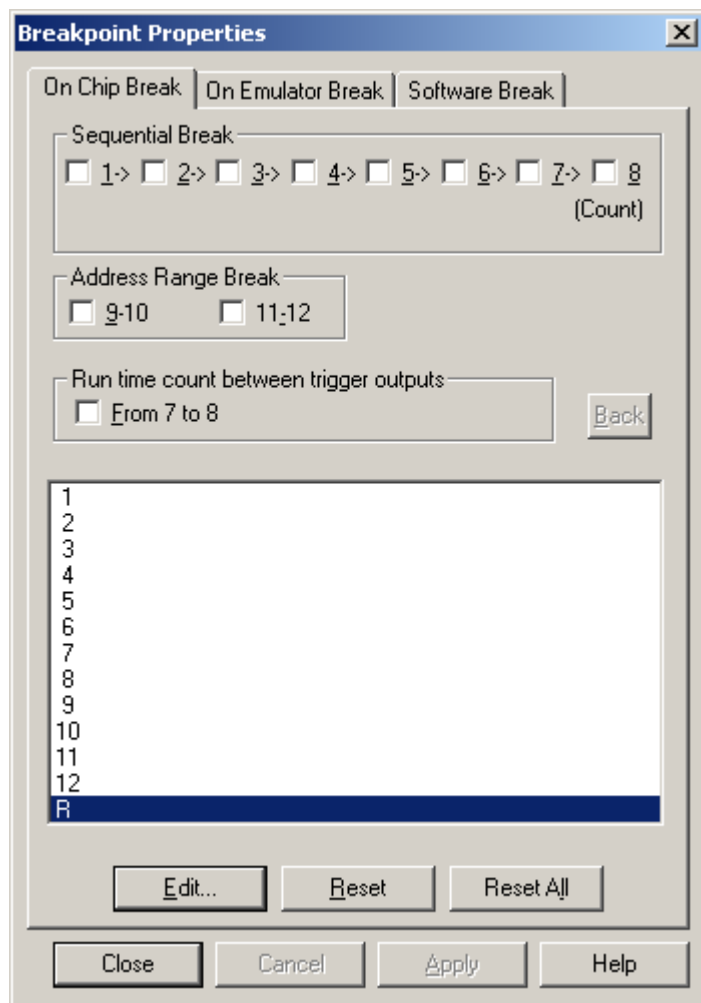 Breakpoint Properties
On Chip Break On Emulator Break Software Break
Sequential Break
1-> 2-> 3-> 4-> 5-> 6-> 7-> 8
(Count)
Address Range Break
9-10 11-12
Run time count between trigger outputs
From 7 to 8
Back
1
2
3
4
5
6
7
8
9
10
11
12
R
Edit... Reset Reset All
Close Cancel Apply Help